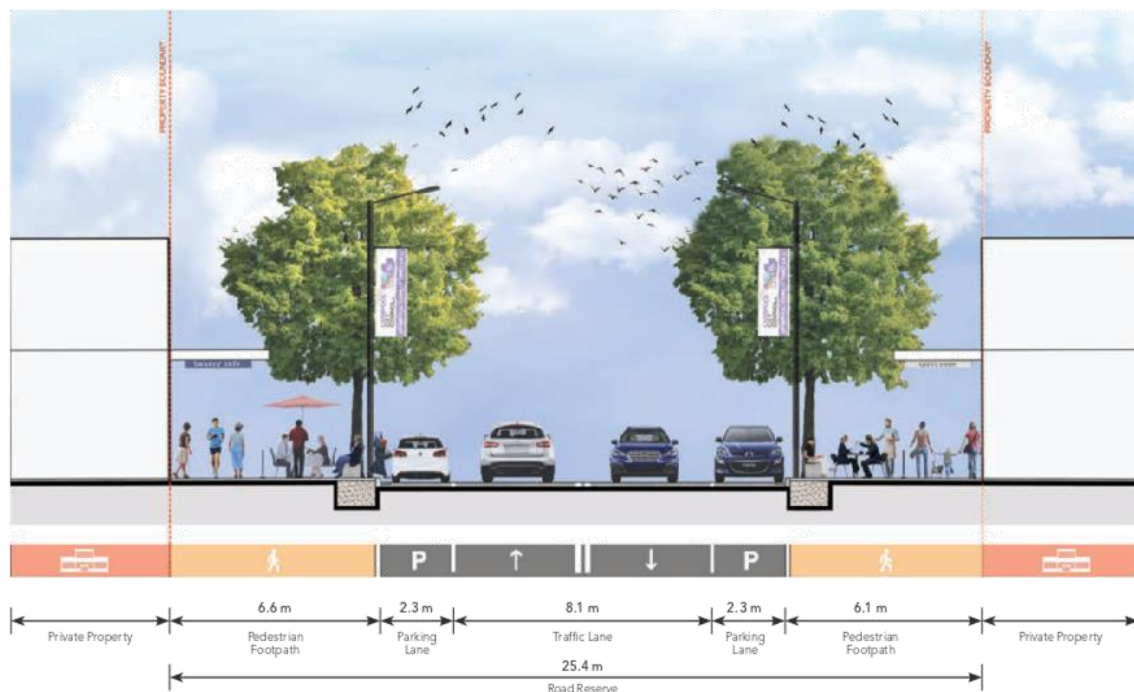 PROPERTY BOUNDARY
PROPERTY BOUNDARY
P
P
6.6 m
2.3 m
8.1 m
2.3 m
6.1 m
Private Property
Pedestrian
Footpath
Parking
Lane
Traffic Lane
Parking
Lane
Pedestrian
Footpath
Private Property
25.4 m
Road Reserve